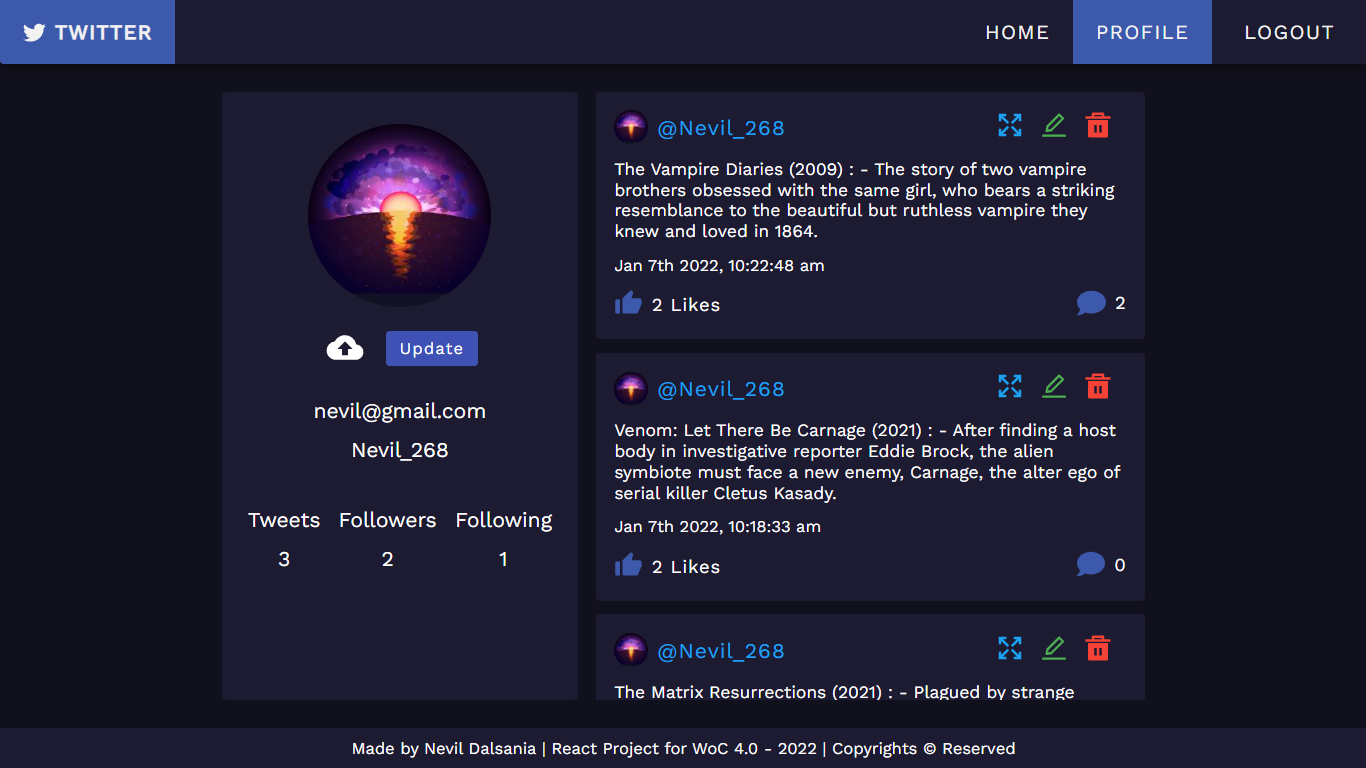 TWITTER
HOME PROFILE LOGOUT
Update
nevil@gmail.com
Nevil_268
Tweets Followers Following
3 2 1
@Nevil_268
The Vampire Diaries (2009) : - The story of two vampire
brothers obsessed with the same girl, who bears a striking
resemblance to the beautiful but ruthless vampire they
knew and loved in 1864.
Jan 7th 2022, 10:22:48 am
2 Likes 2
@Nevil_268
Venom: Let There Be Carnage (2021) : - After finding a host
body in investigative reporter Eddie Brock, the alien
symbiote must face a new enemy, Carnage, the alter ego of
serial killer Cletus Kasady.
Jan 7th 2022, 10:18:33 am
2 Likes 0
@Nevil_268
The Matrix Resurrections (2021) : - Plagued by strange
Made by Nevil Dalsania | React Project for WoC 4.0 - 2022 | Copyrights © Reserved